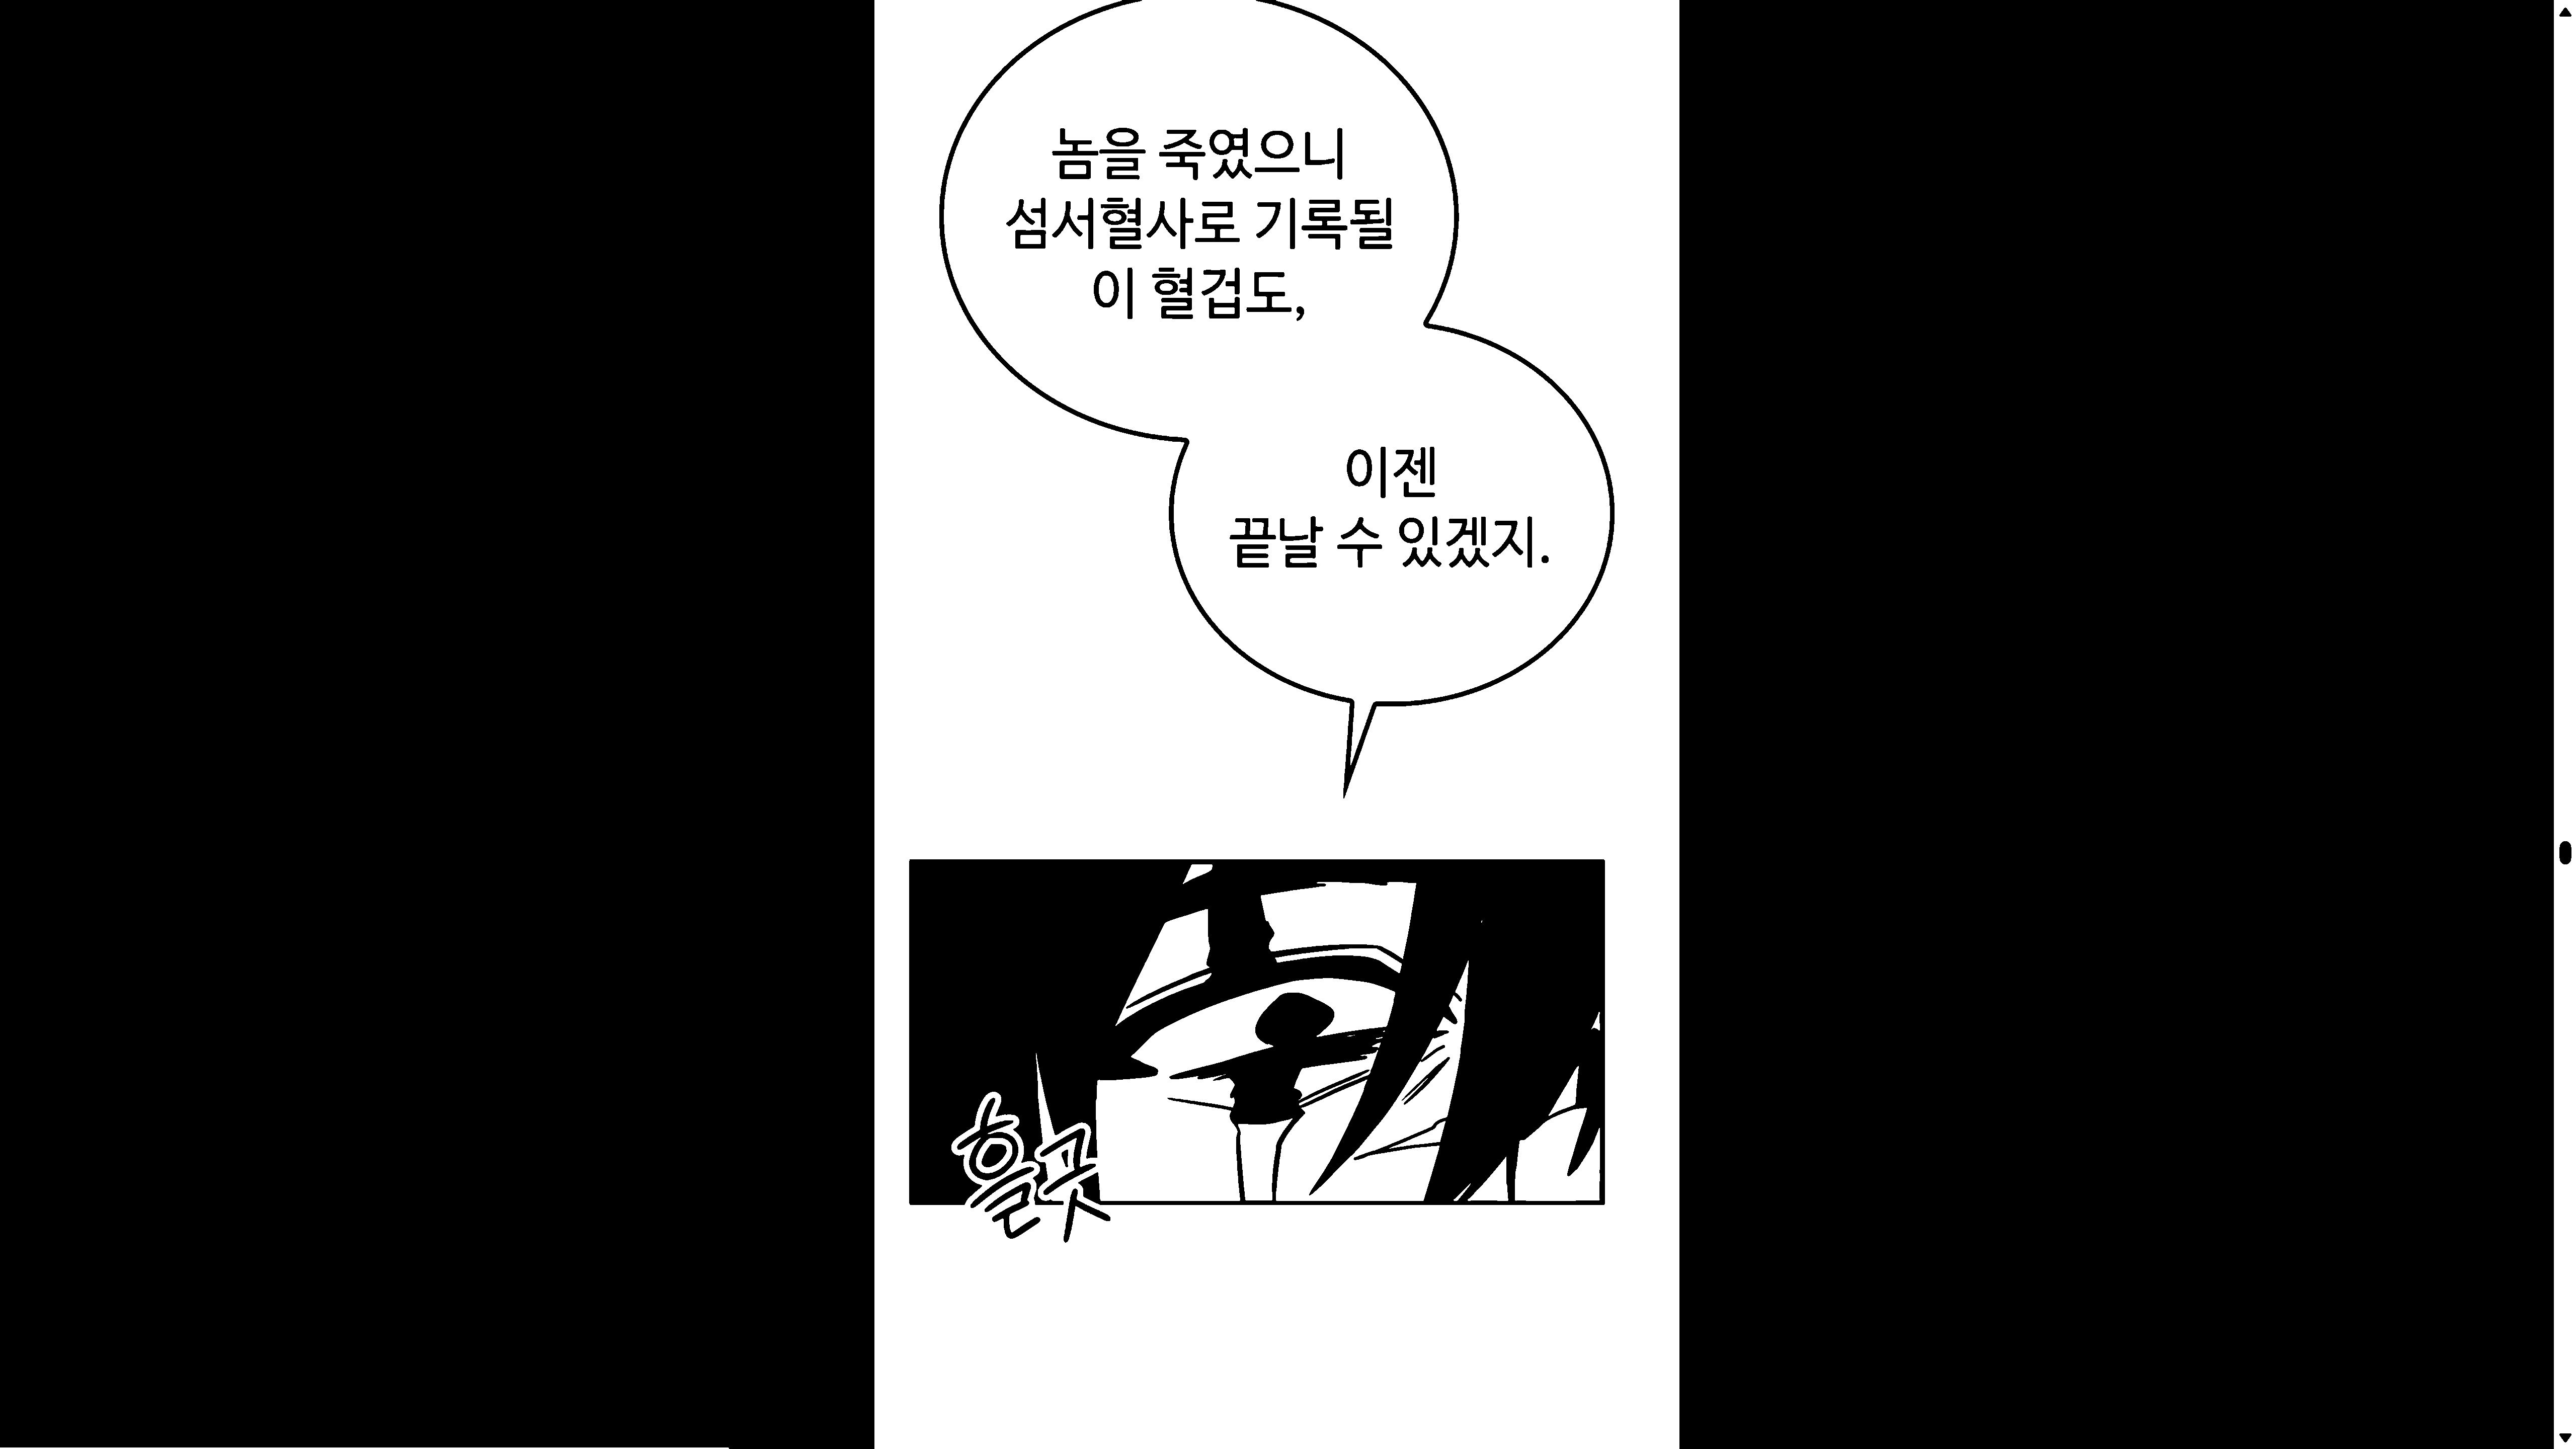 놈을 죽였으니
섬서혈사로 기록될
이 혈겁도,
이젠
끝날 수 있겠지.
흘긋